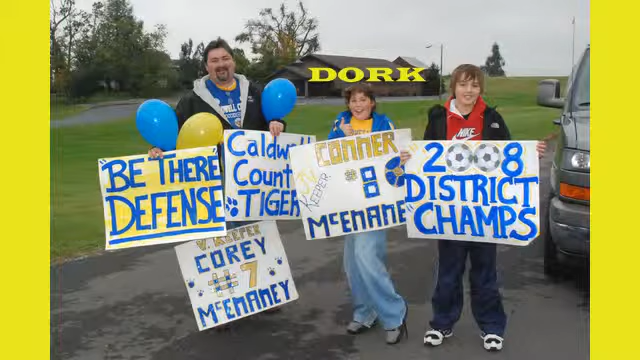 DORK
"BE THERE"
DEFENSE
Caldwell
County
TIGERS
V. KEEPER
COREY
#7
McENANEY
CONNER
KEEPER
#8
McENANEY
2008
"DISTRICT
CHAMPS"
NIKE